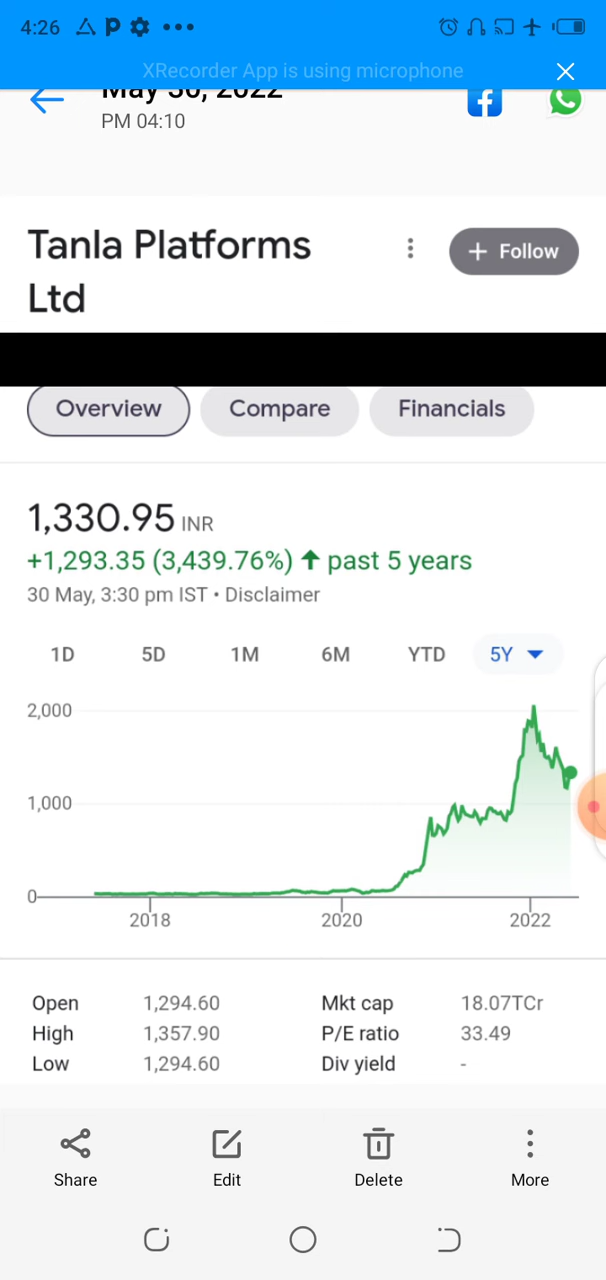 4:26
XRecorder App is using microphone
May 30, 2022
PM 04:10
Tanla Platforms
Ltd
+ Follow
Overview
Compare
Financials
1,330.95 INR
+1,293.35 (3,439.76%) ↑ past 5 years
30 May, 3:30 pm IST • Disclaimer
1D 5D 1M 6M YTD 5Y
2,000
1,000
0
2018 2020 2022
Open 1,294.60 Mkt cap 18.07TCr
High 1,357.90 P/E ratio 33.49
Low 1,294.60 Div yield -
Share Edit Delete More